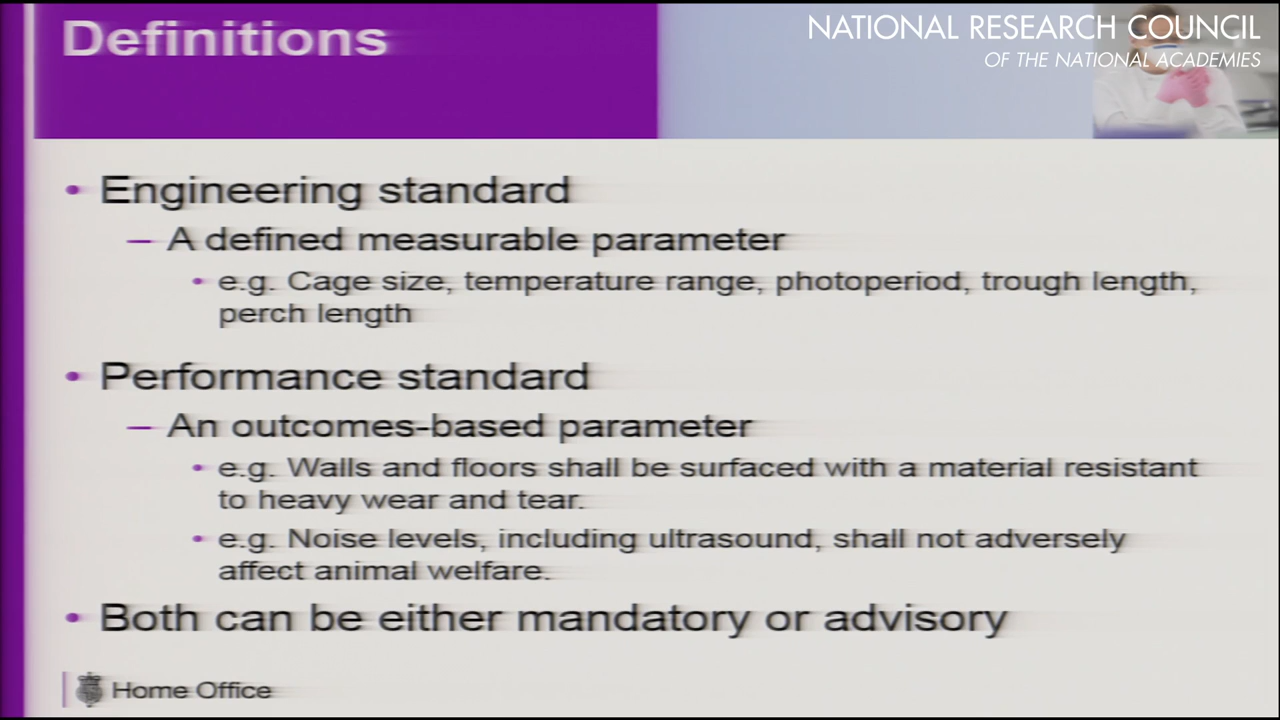 Definitions
NATIONAL RESEARCH COUNCIL
OF THE NATIONAL ACADEMIES
• Engineering standard
– A defined measurable parameter
• e.g. Cage size, temperature range, photoperiod, trough length,
perch length
• Performance standard
– An outcomes-based parameter
• e.g. Walls and floors shall be surfaced with a material resistant
to heavy wear and tear.
• e.g. Noise levels, including ultrasound, shall not adversely
affect animal welfare.
• Both can be either mandatory or advisory
Home Office